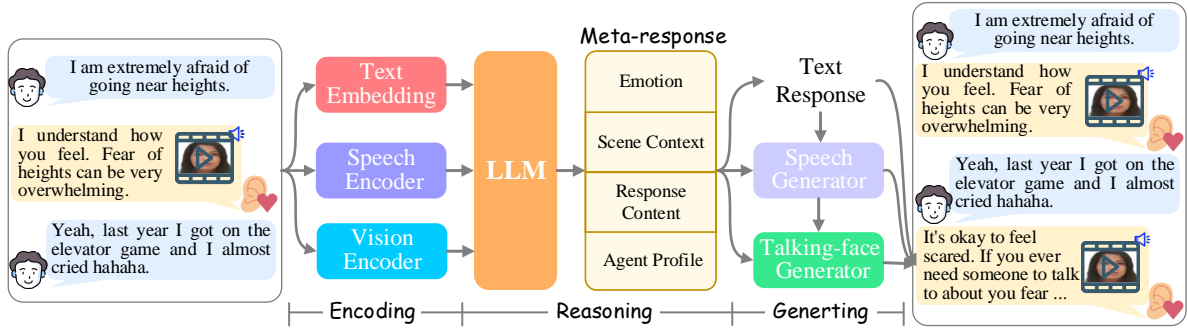 I am extremely afraid of
going near heights.
I understand how
you feel. Fear of
heights can be very
overwhelming.
Yeah, last year I got on the
elevator game and I almost
cried hahaha.
Text
Embedding
Speech
Encoder
Vision
Encoder
Encoding
LLM
Reasoning
Meta-response
Emotion
Scene Context
Response
Content
Agent Profile
Text
Response
Speech
Generator
Talking-face
Generator
Generting
I am extremely afraid of
going near heights.
I understand how
you feel. Fear of
heights can be very
overwhelming.
Yeah, last year I got on the
elevator game and I almost
cried hahaha.
It's okay to feel
scared. If you ever
need someone to talk
to about you fear ...